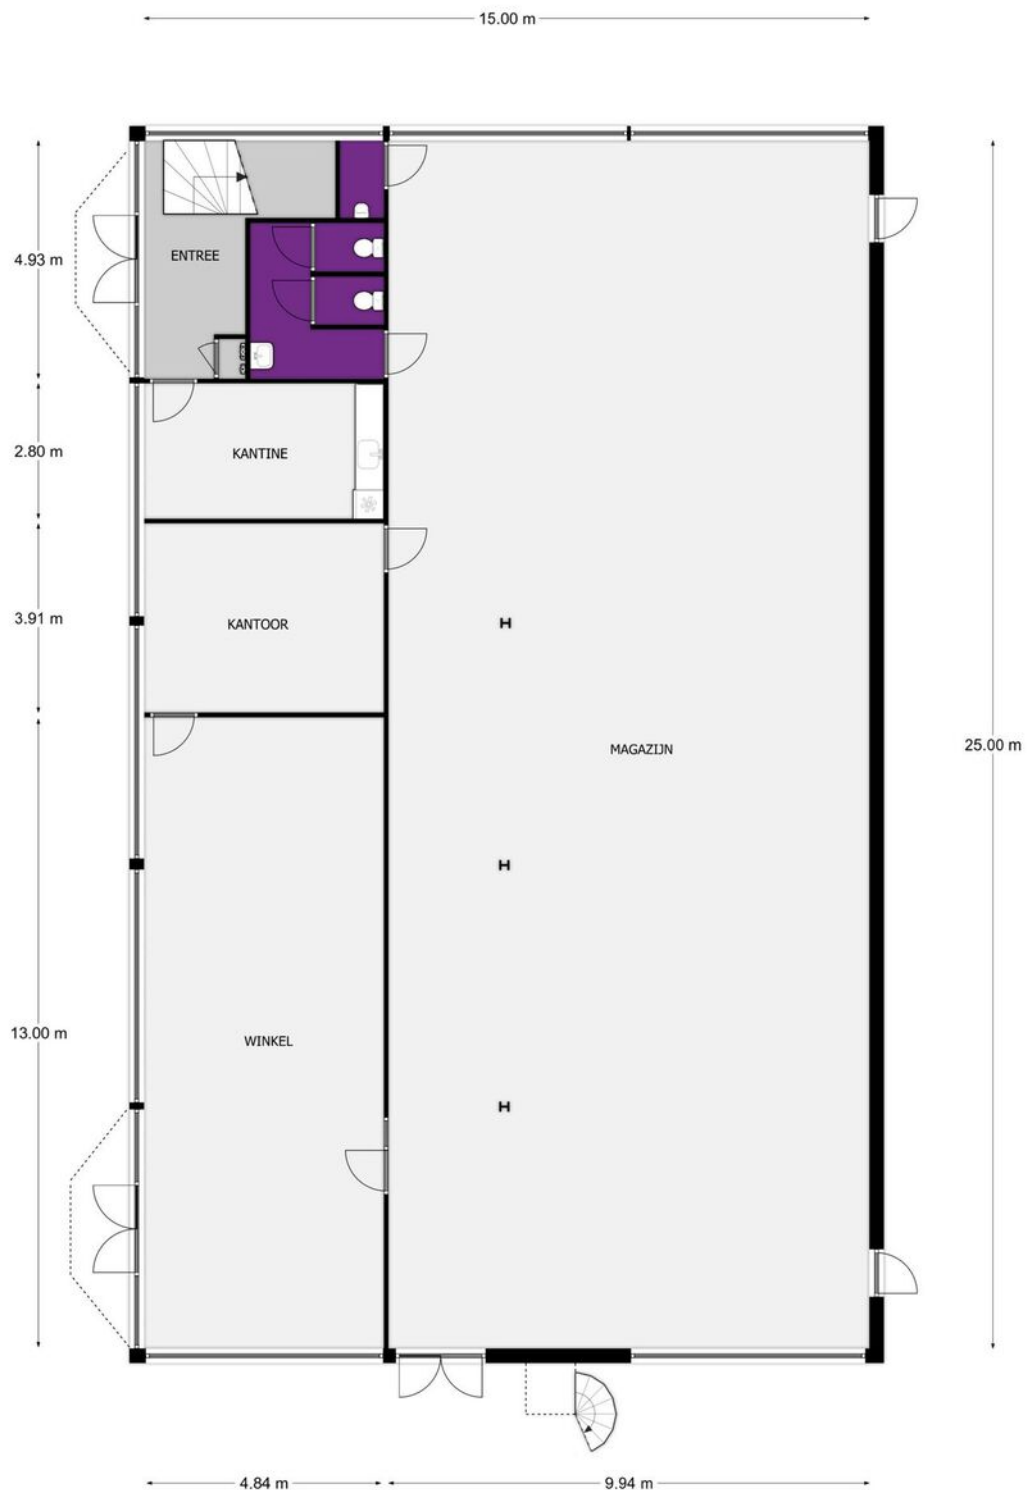 15.00 m
4.93 m
ENTREE
2.80 m
KANTINE
3.91 m
KANTOOR
MAGAZIJN
25.00 m
13.00 m
WINKEL
4.84 m
9.94 m